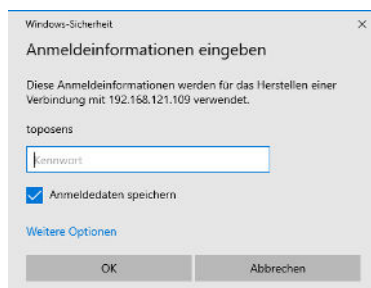 Windows-Sicherheit
Anmeldeinformationen eingeben
Diese Anmeldeinformationen werden für das Herstellen einer
Verbindung mit 192.168.121.109 verwendet.
toposens
Kennwort
Anmeldedaten speichern
Weitere Optionen
OK Abbrechen